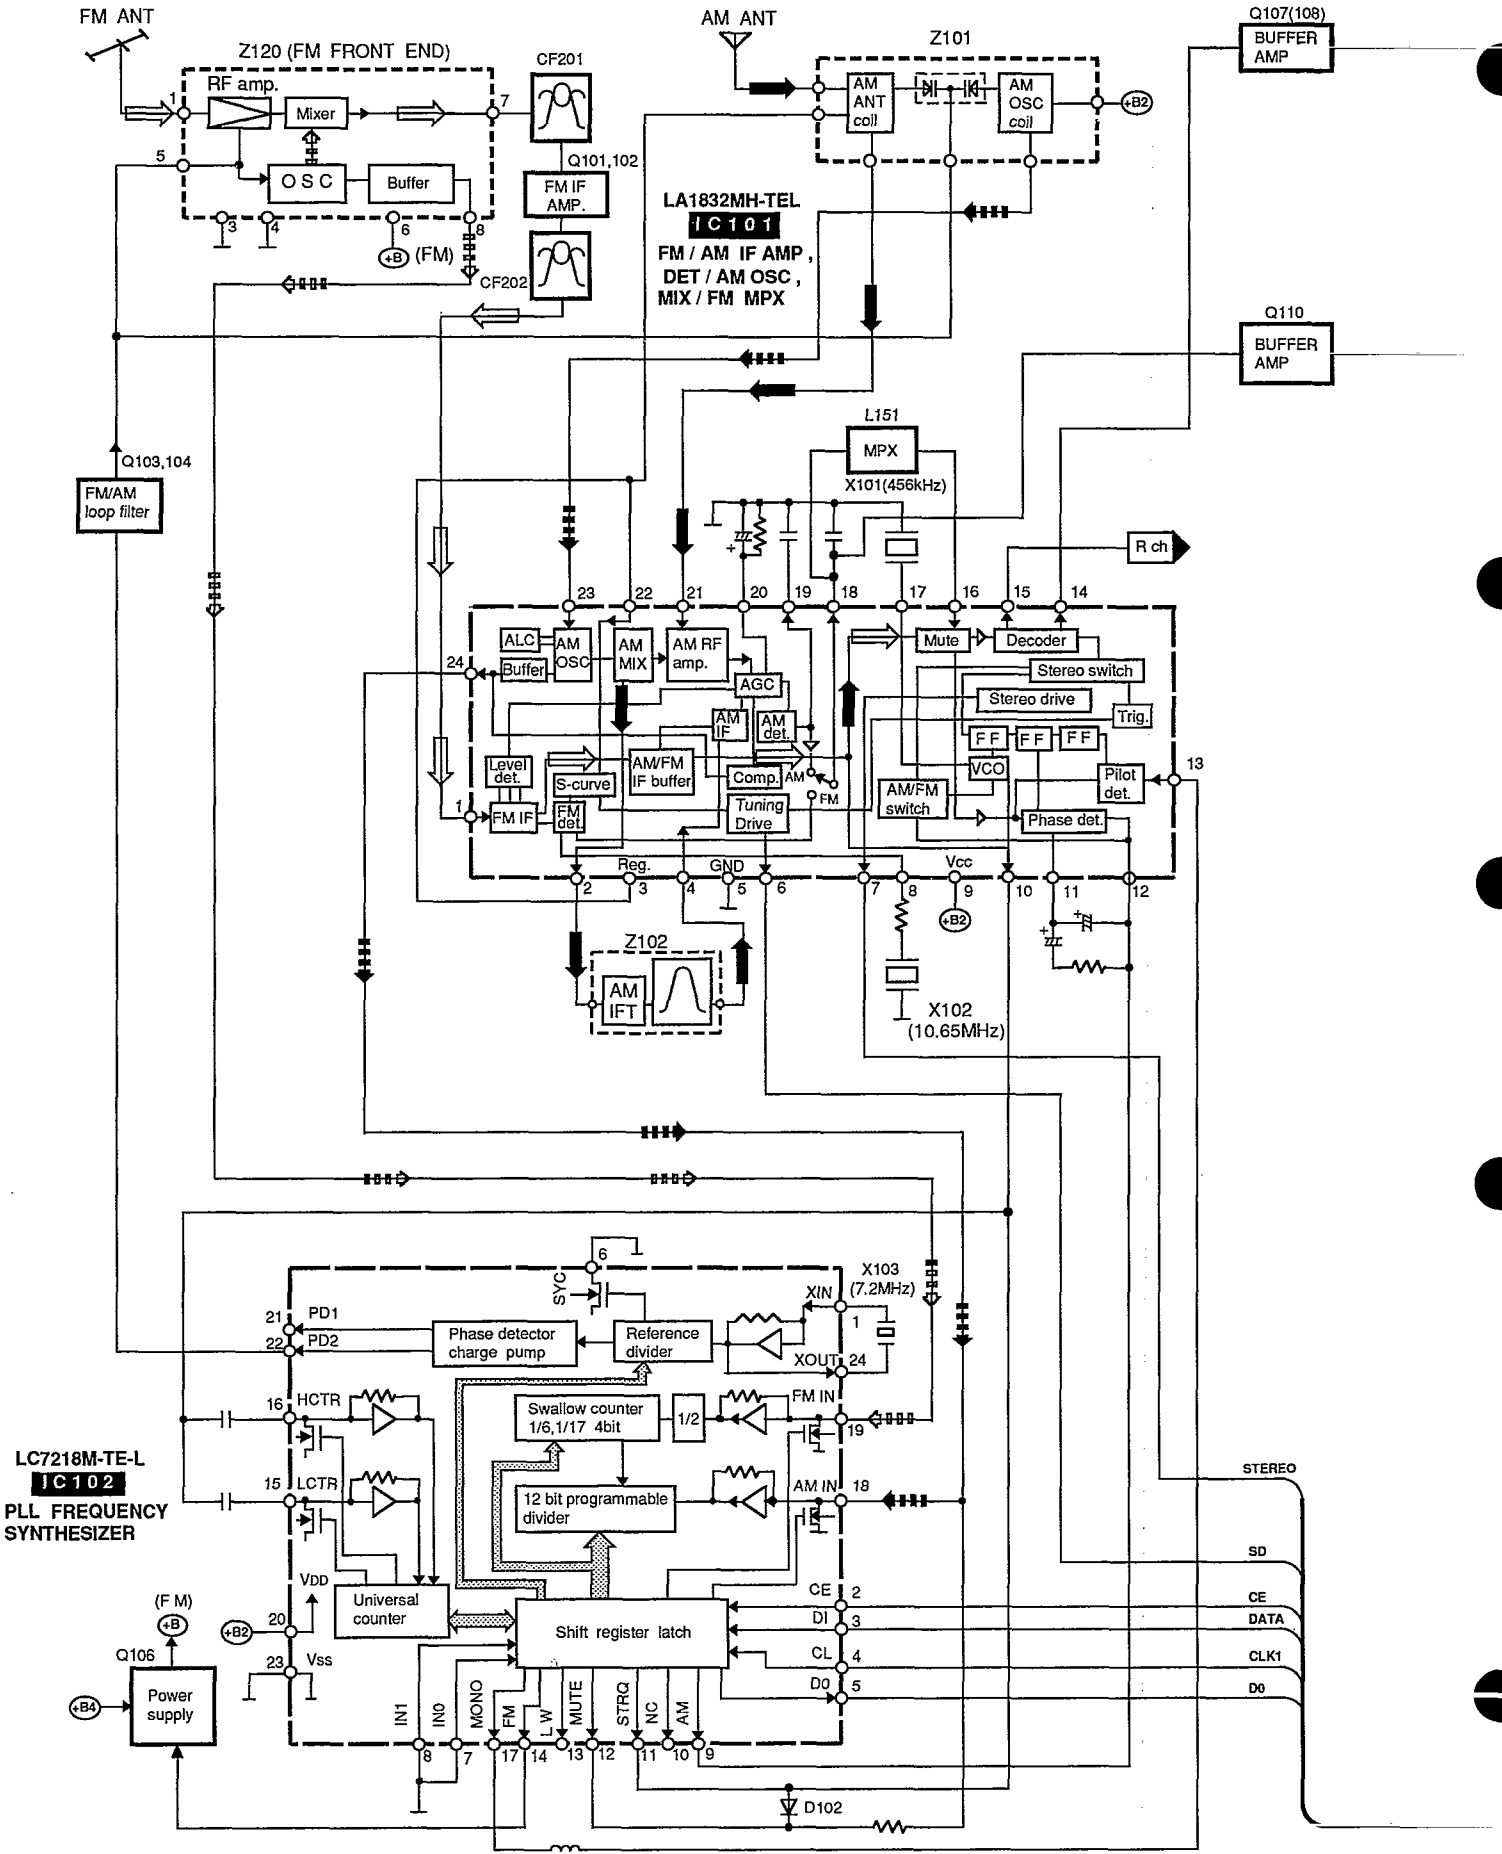 FM ANT
AM ANT
Q107(108)
BUFFER
AMP
Z120 (FM FRONT END)
CF201
Z101
RF amp.
1
Mixer
7
AM
ANT
coil
AM
OSC
coil
+B2
5
OSC
Buffer
Q101,102
FM IF
AMP.
3
4
6
8
+B
(FM)
CF202
LA1832MH-TEL
IC101
FM / AM IF AMP ,
DET / AM OSC ,
MIX / FM MPX
Q110
BUFFER
AMP
Q103,104
FM/AM
loop filter
L151
MPX
X101(456kHz)
+
R ch
23
22
21
20
19
18
17
16
15
14
ALC
AM
OSC
AM
MIX
AM RF
amp.
Mute
Decoder
24
Buffer
AGC
Stereo switch
Stereo drive
AM
IF
AM
det.
Trig.
FF
FF
FF
Level
det.
S-curve
AM/FM
IF buffer
Comp.
AM
FM
VCO
Pilot
det.
13
AM/FM
switch
1
FM IF
FM
det.
Tuning
Drive
Phase det.
Reg.
GND
Vcc
2
3
4
5
6
7
8
9
10
11
12
+B2
+
+
Z102
AM
IFT
X102
(10.65MHz)
6
SYC
X103
(7.2MHz)
XIN
1
21
PD1
22
PD2
Phase detector
charge pump
Reference
divider
XOUT
24
16
HCTR
Swallow counter
1/6,1/17 4bit
1/2
FM IN
19
LC7218M-TE-L
IC102
PLL FREQUENCY
SYNTHESIZER
15
LCTR
12 bit programmable
divider
AM IN
18
STEREO
SD
VDD
(FM)
+B
+B2
20
Universal
counter
Shift register latch
CE
2
CE
DI
3
DATA
CL
4
CLK1
DO
5
DO
Q106
23
Vss
+B4
Power
supply
IN1
IN0
MONO
FM
LW
MUTE
STRQ
NC
AM
8
7
17
14
13
12
11
10
9
D102